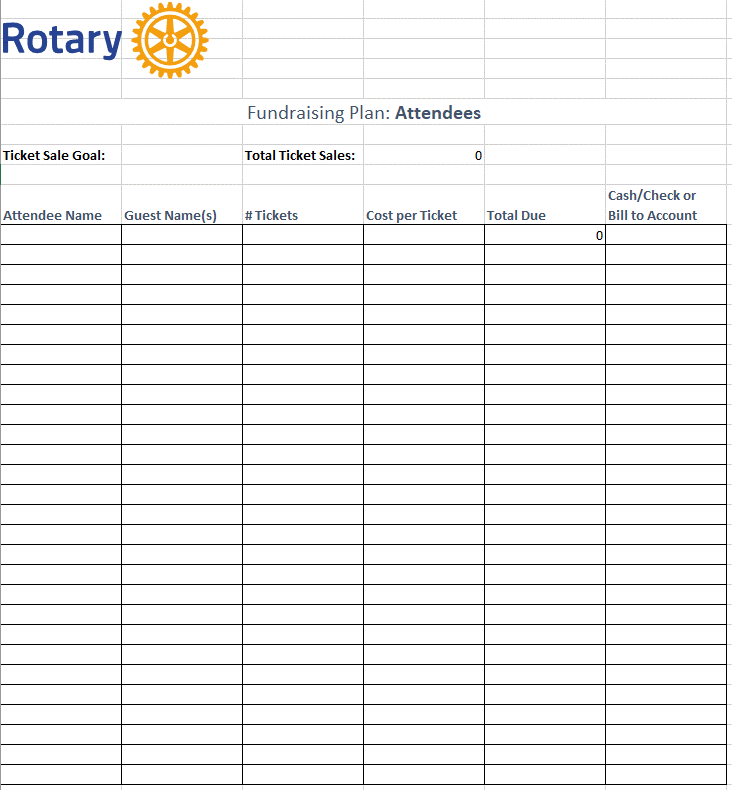 Rotary
Fundraising Plan: Attendees
Ticket Sale Goal: Total Ticket Sales: 0
Cash/Check or
Attendee Name Guest Name(s) # Tickets Cost per Ticket Total Due Bill to Account
0